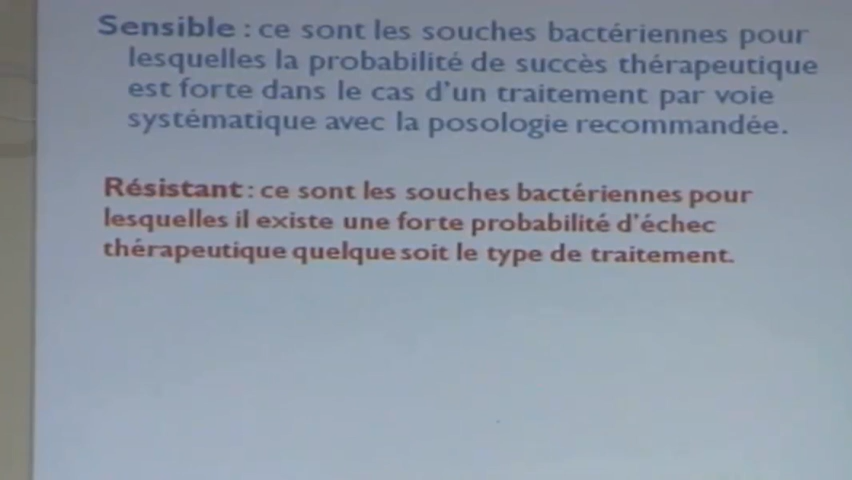 Sensible : ce sont les souches bactériennes pour
lesquelles la probabilité de succès thérapeutique
est forte dans le cas d'un traitement par voie
systématique avec la posologie recommandée.
Résistant : ce sont les souches bactériennes pour
lesquelles il existe une forte probabilité d'échec
thérapeutique quelque soit le type de traitement.